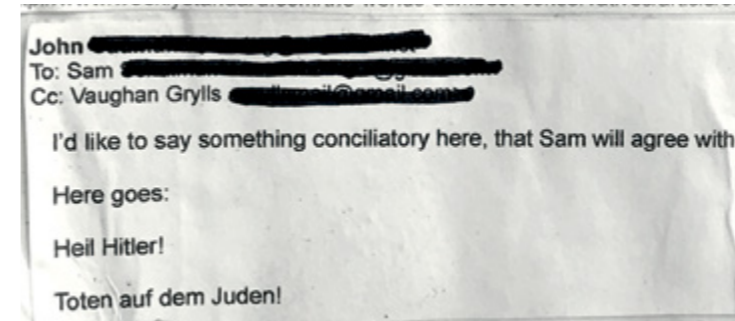 John
To: Sam
Cc: Vaughan Grylls
I'd like to say something conciliatory here, that Sam will agree with
Here goes:
Heil Hitler!
Toten auf dem Juden!